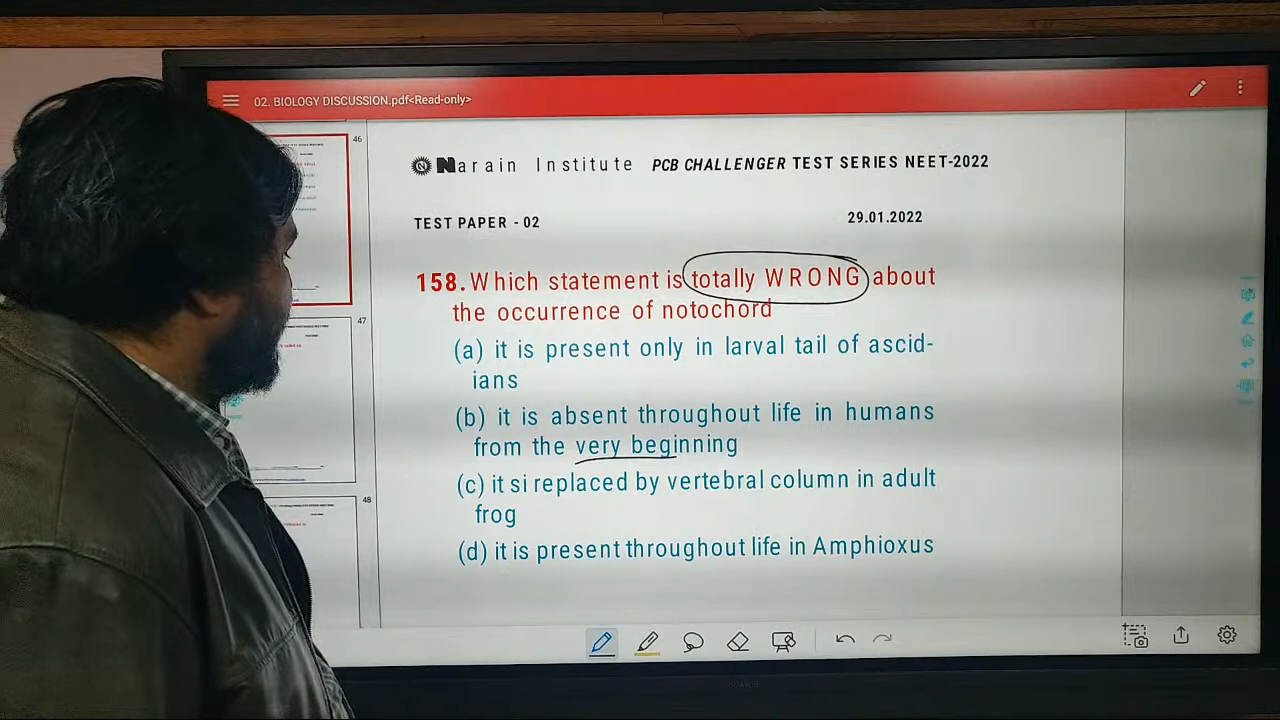 02. BIOLOGY DISCUSSION.pdf<Read-only>
46
Narain Institute PCB CHALLENGER TEST SERIES NEET-2022
TEST PAPER - 02 29.01.2022
158. Which statement is totally WRONG about
the occurrence of notochord
(a) it is present only in larval tail of ascid-
ians
(b) it is absent throughout life in humans
from the very beginning
(c) it si replaced by vertebral column in adult
frog
(d) it is present throughout life in Amphioxus
47
48